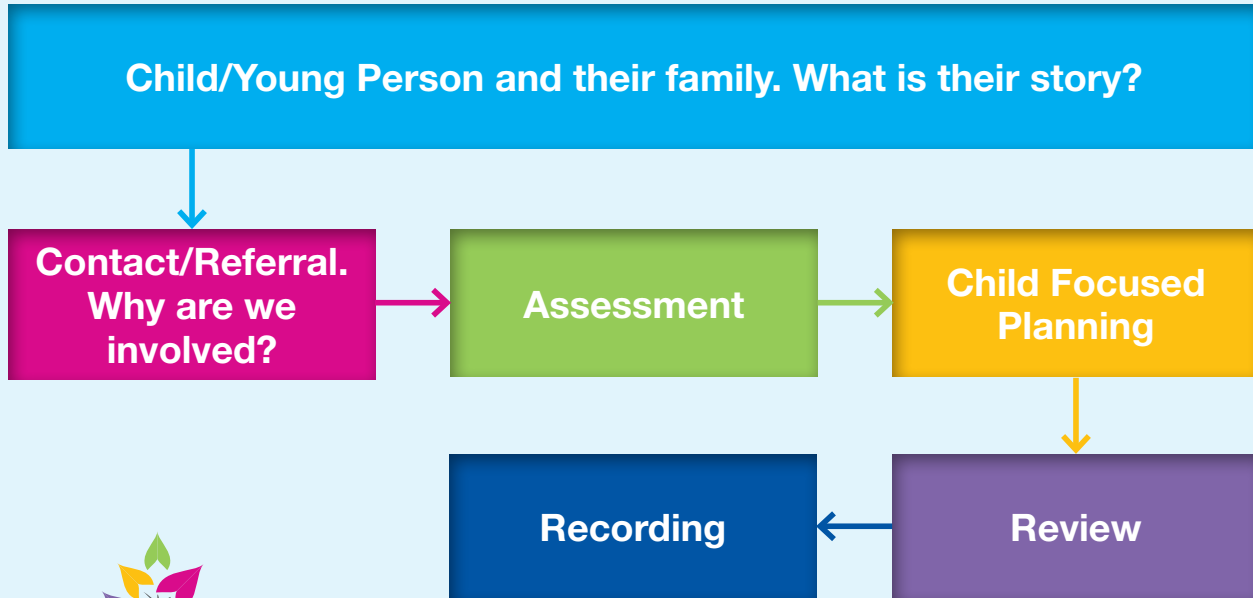 Child/Young Person and their family. What is their story?
Contact/Referral.
Why are we
involved?
Assessment
Child Focused
Planning
Recording
Review